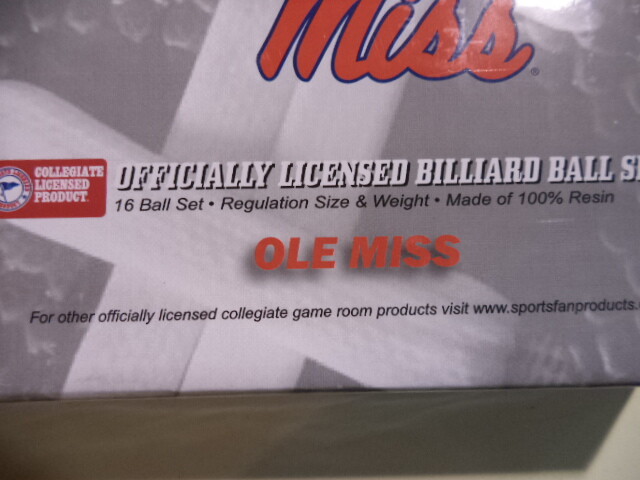 Miss
COLLEGIATE
LICENSED
PRODUCT
OFFICIALLY LICENSED BILLIARD BALL
16 Ball Set • Regulation Size & Weight • Made of 100% Resin
OLE MISS
For other officially licensed collegiate game room products visit www.sportsfanproducts.